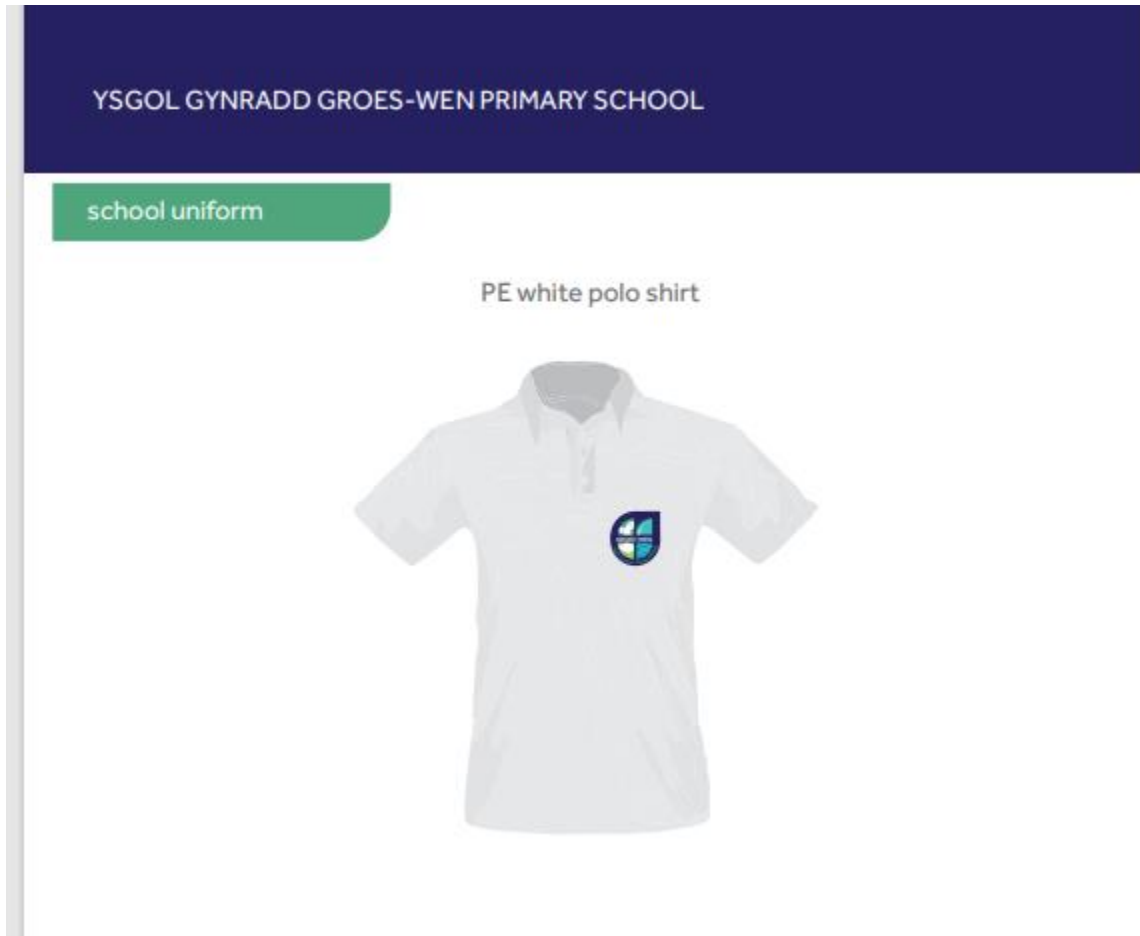 YSGOL GYNRADD GROES-WEN PRIMARY SCHOOL
school uniform
PE white polo shirt